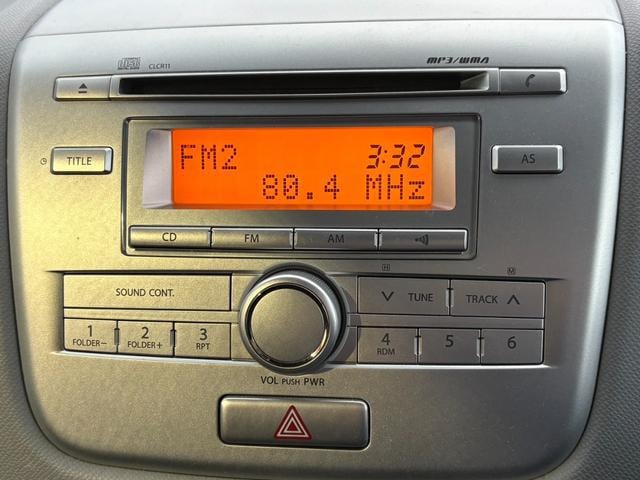 CLCR11 MP3/WMA
TITLE
FM2 3:32
80.4 MHz
AS
CD FM AM
SOUND CONT.
H M
TUNE TRACK
1 2 3 4 5 6
FOLDER− FOLDER+ RPT RDM
VOL PUSH PWR